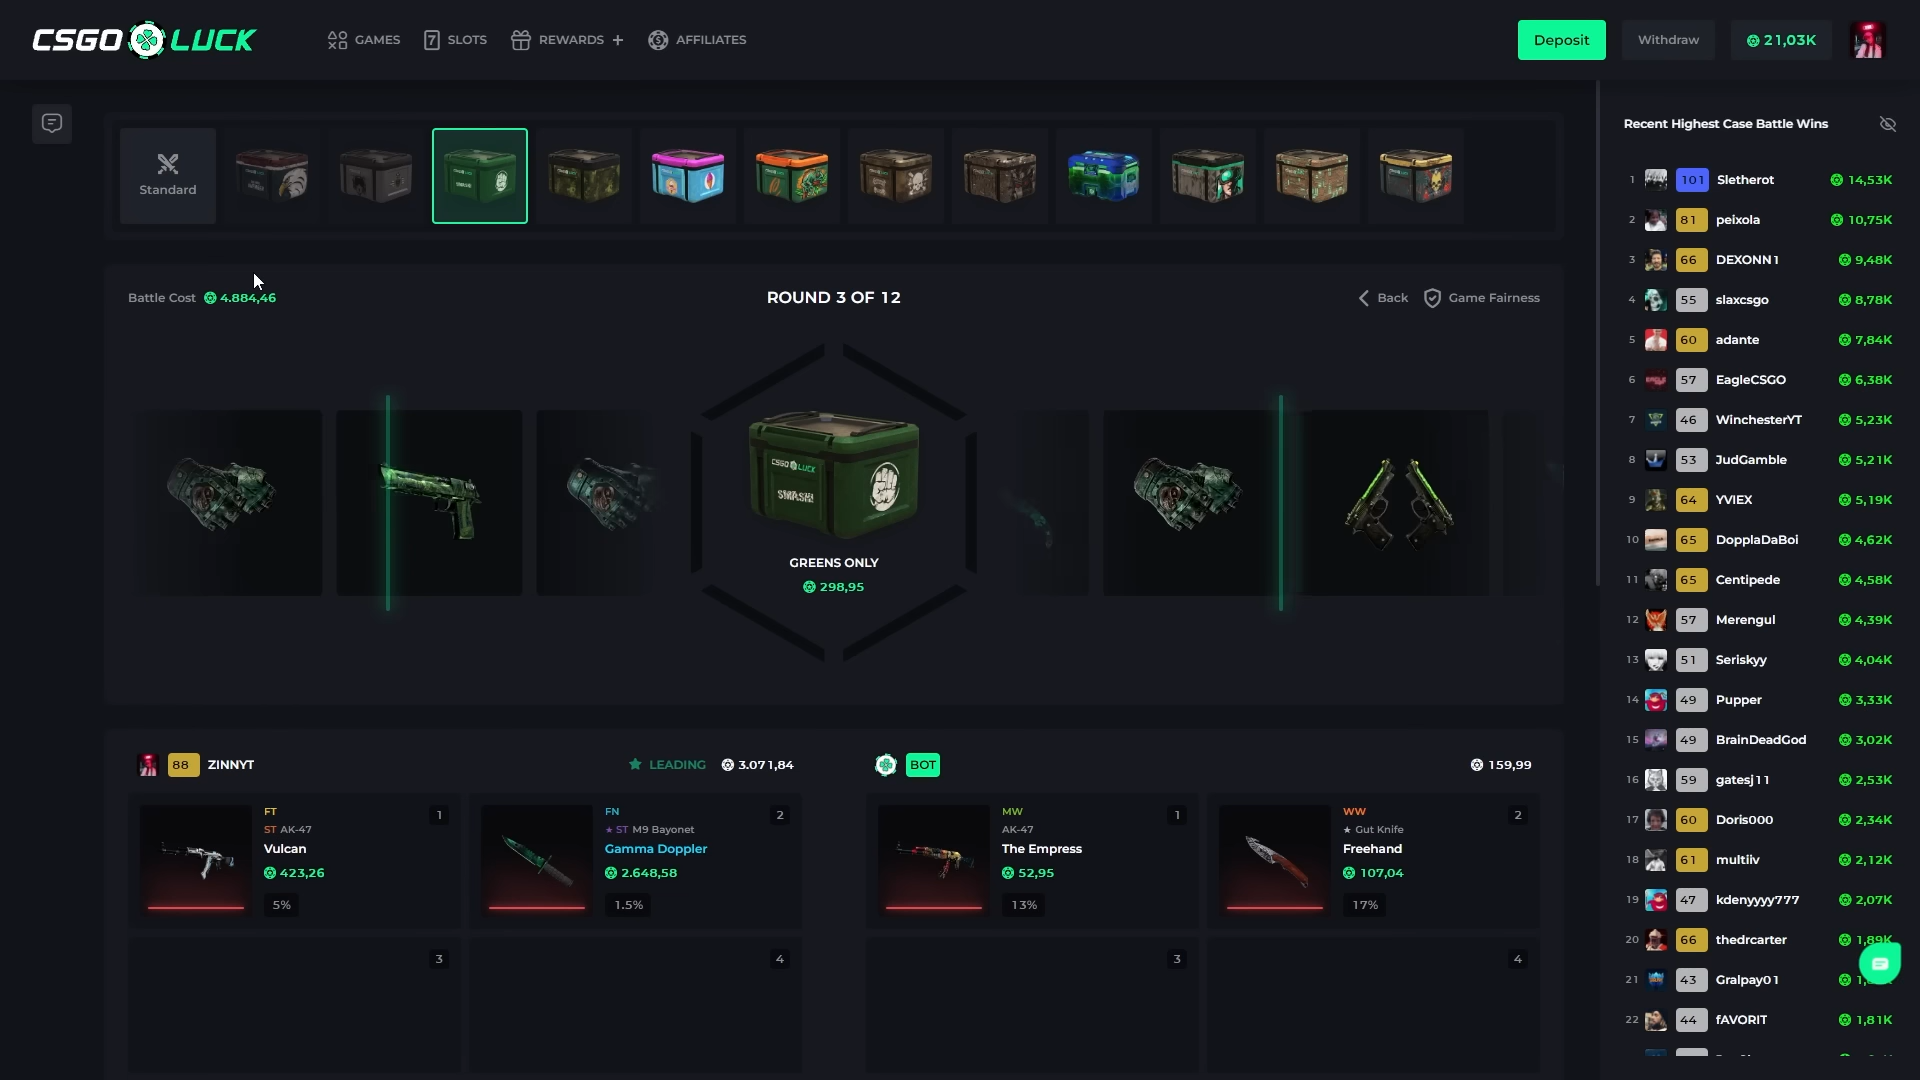 CSGO LUCK
GAMES
SLOTS
REWARDS +
AFFILIATES
Deposit
Withdraw
21,03K
Standard
Battle Cost 4.884,46
ROUND 3 OF 12
Back
Game Fairness
CSGO LUCK
SMASH!
GREENS ONLY
298,95
88 ZINNYT
LEADING 3.071,84
BOT
159,99
FT
ST AK-47
Vulcan
423,26
5%
1
FN
★ ST M9 Bayonet
Gamma Doppler
2.648,58
1.5%
2
MW
AK-47
The Empress
52,95
13%
1
WW
★ Gut Knife
Freehand
107,04
17%
2
3
4
3
4
Recent Highest Case Battle Wins
1 101 Sletherot 14,53K
2 81 peixola 10,75K
3 66 DEXONN1 9,48K
4 55 slaxcsgo 8,78K
5 60 adante 7,84K
6 57 EagleCSGO 6,38K
7 46 WinchesterYT 5,23K
8 53 JudGamble 5,21K
9 64 YVIEX 5,19K
10 65 DopplaDaBoi 4,62K
11 65 Centipede 4,58K
12 57 Merengul 4,39K
13 51 Seriskyy 4,04K
14 49 Pupper 3,33K
15 49 BrainDeadGod 3,02K
16 59 gatesj11 2,53K
17 60 Doris000 2,34K
18 61 multiiv 2,12K
19 47 kdenyyyy777 2,07K
20 66 thedrcarter 1,89K
21 43 Gralpay01
22 44 fAVORIT 1,81K